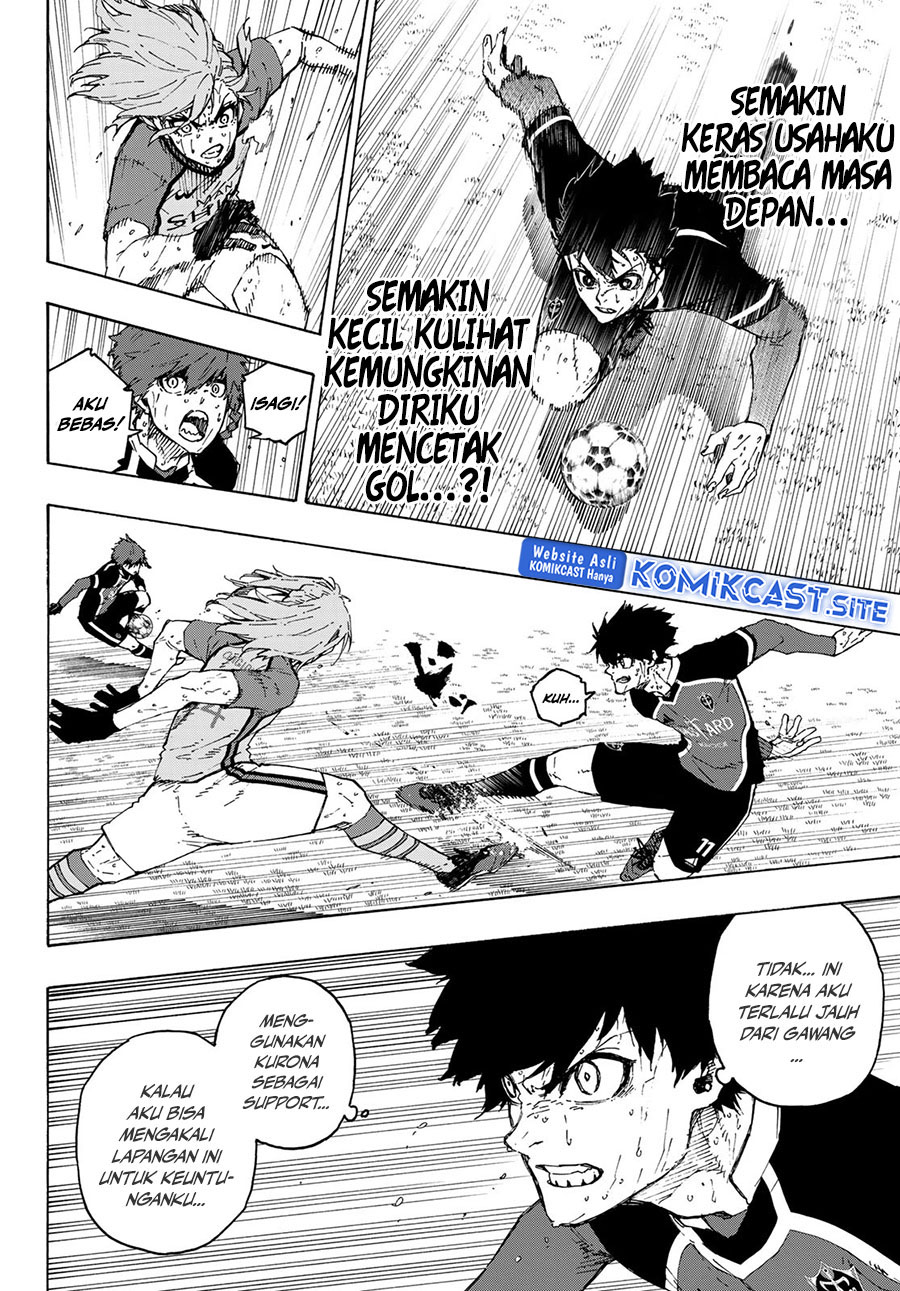 SEMAKIN
KERAS USAHAKU
MEMBACA MASA
DEPAN...
SEMAKIN
KECIL KULIHAT
KEMUNGKINAN
DIRIKU
MENCETAK
GOL...?!
ISAGI!
AKU
BEBAS!
Website Asli
KOMIKCAST Hanya
KOMIKCAST.SITE
KUH...
11
TIDAK... INI
KARENA AKU
TERLALU JAUH
DARI GAWANG
...
MENG-
GUNAKAN
KURONA
SEBAGAI
SUPPORT...
KALAU
AKU BISA
MENGAKALI
LAPANGAN INI
UNTUK KEUNTU-
NGANKU...